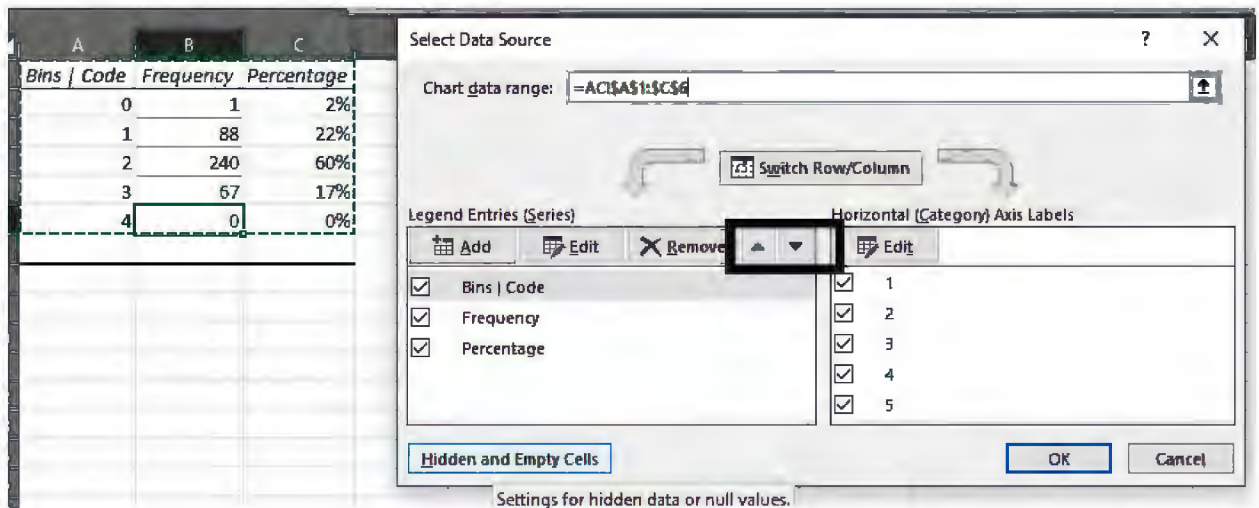 A B C
Bins | Code Frequency Percentage
0 1 2%
1 88 22%
2 240 60%
3 67 17%
4 0 0%
Select Data Source ? X
Chart data range: =ACI$A$1:$C$6
Switch Row/Column
Legend Entries (Series) Horizontal (Category) Axis Labels
Add Edit Remove Edit
Bins | Code 1
Frequency 2
Percentage 3
4
5
Hidden and Empty Cells OK Cancel
Settings for hidden data or null values.